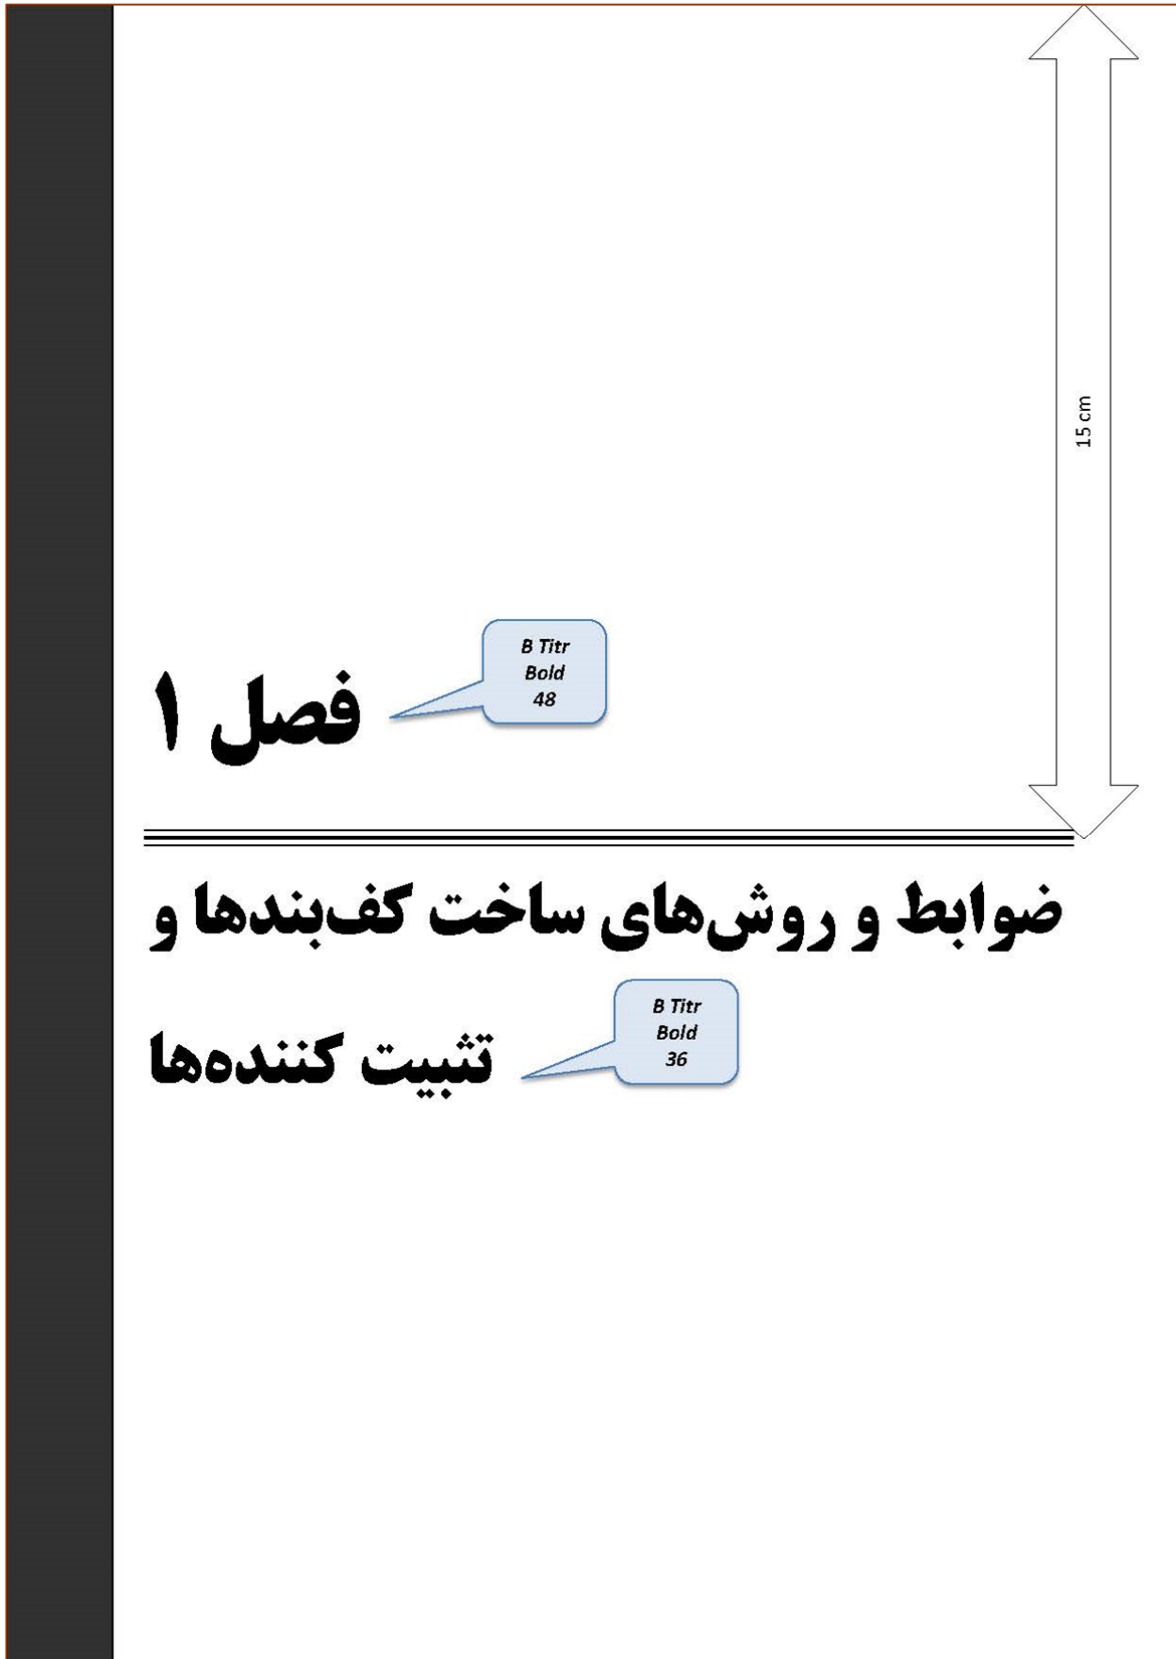 15 cm
B Titr
Bold
48
فصل ۱
ضوابط و روش‌های ساخت کف‌بندها و
B Titr
Bold
36
تثبیت کننده‌ها